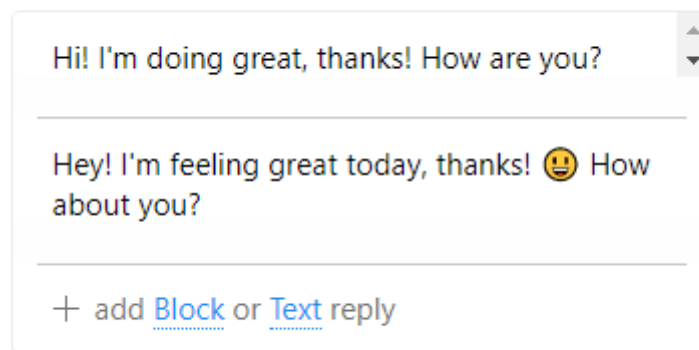 Hi! I'm doing great, thanks! How are you?
Hey! I'm feeling great today, thanks! 😃 How
about you?
+ add Block or Text reply